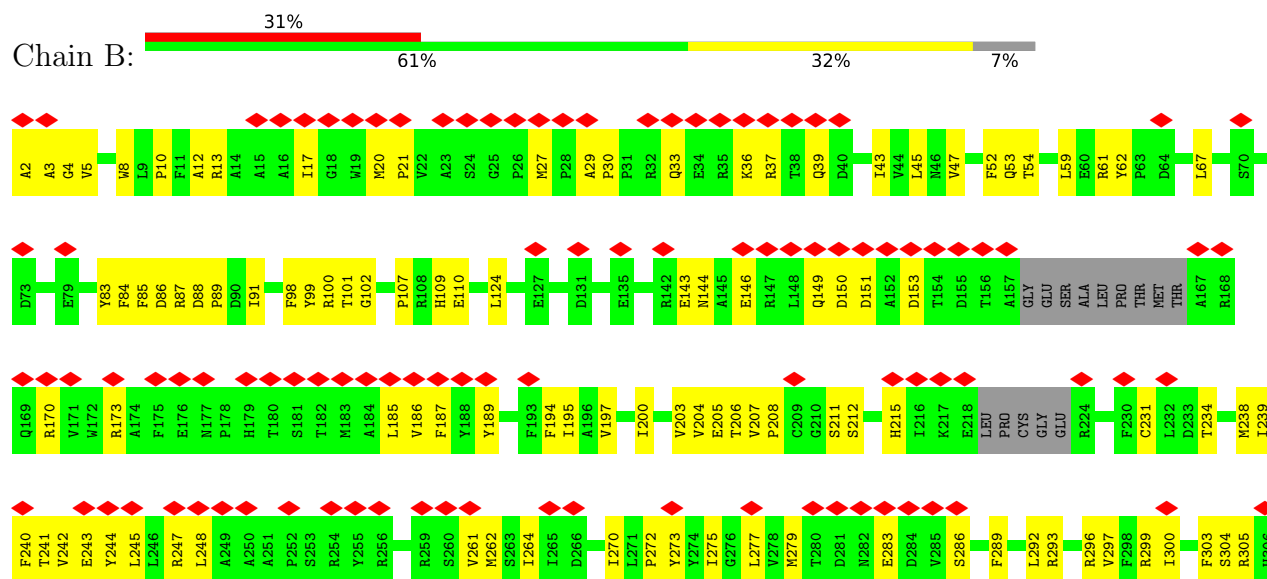 31%
Chain B:
61% 32% 7%
A2 A3 G4 V5 W8 L9 P10 F11 A12 R13 A14 A15 A16 I17 G18 W19 M20 P21 V22 A23 S24 G25 P26 M27 P28 A29 P30 P31 R32 Q33 E34 R35 K36 R37 T38 Q39 D40 I43 V44 L45 N46 V47 F52 Q53 T54 L59 E60 R61 Y62 P63 D64 L67 S70
D73 E79 Y83 F84 F85 D86 R87 D88 P89 D90 I91 F98 Y99 R100 T101 G102 P107 R108 H109 E110 L124 E127 D131 E135 R142 E143 N144 A145 E146 R147 L148 Q149 D150 D151 A152 D153 T154 D155 T156 A157 GLY GLU SER ALA LEU PRO THR MET THR A167 R168
Q169 R170 V171 W172 R173 A174 F175 E176 N177 P178 H179 T180 S181 T182 M183 A184 L185 V186 F187 Y188 Y189 F193 F194 I195 A196 V197 I200 V203 V204 E205 T206 V207 P208 C209 G210 S211 S212 H215 I216 K217 E218 LEU PRO CYS GLY GLU R224 F230 C231 L232 D233 T234 M238 I239
F240 T241 V242 E243 Y244 L245 L246 R247 L248 A249 A250 A251 P252 S253 R254 Y255 R256 R259 S260 V261 M262 S263 I264 I265 D266 I270 L271 P272 Y273 Y274 I275 G276 L277 V278 M279 T280 D281 N282 E283 D284 V285 S286 F289 L292 R293 R296 V297 F298 R299 I300 F303 S304 R305